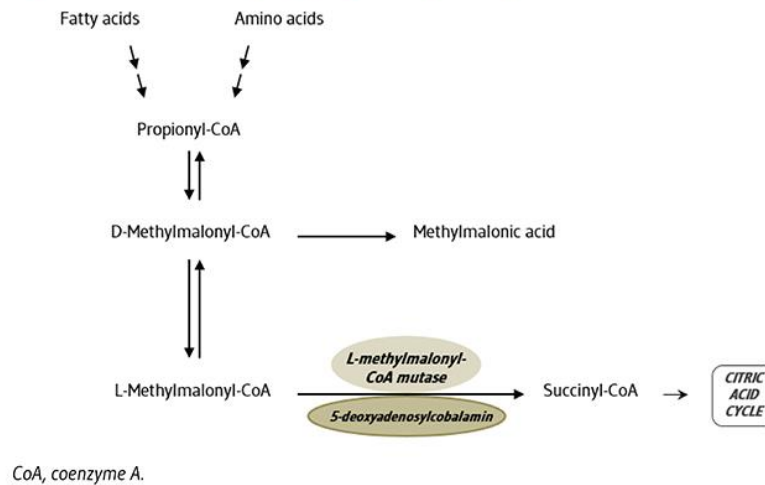 Fatty acids Amino acids
Propionyl-CoA
D-Methylmalonyl-CoA Methylmalonic acid
L-methylmalonyl-
CoA mutase
L-Methylmalonyl-CoA Succinyl-CoA
5-deoxyadenosylcobalamin
CITRIC
ACID
CYCLE
CoA, coenzyme A.